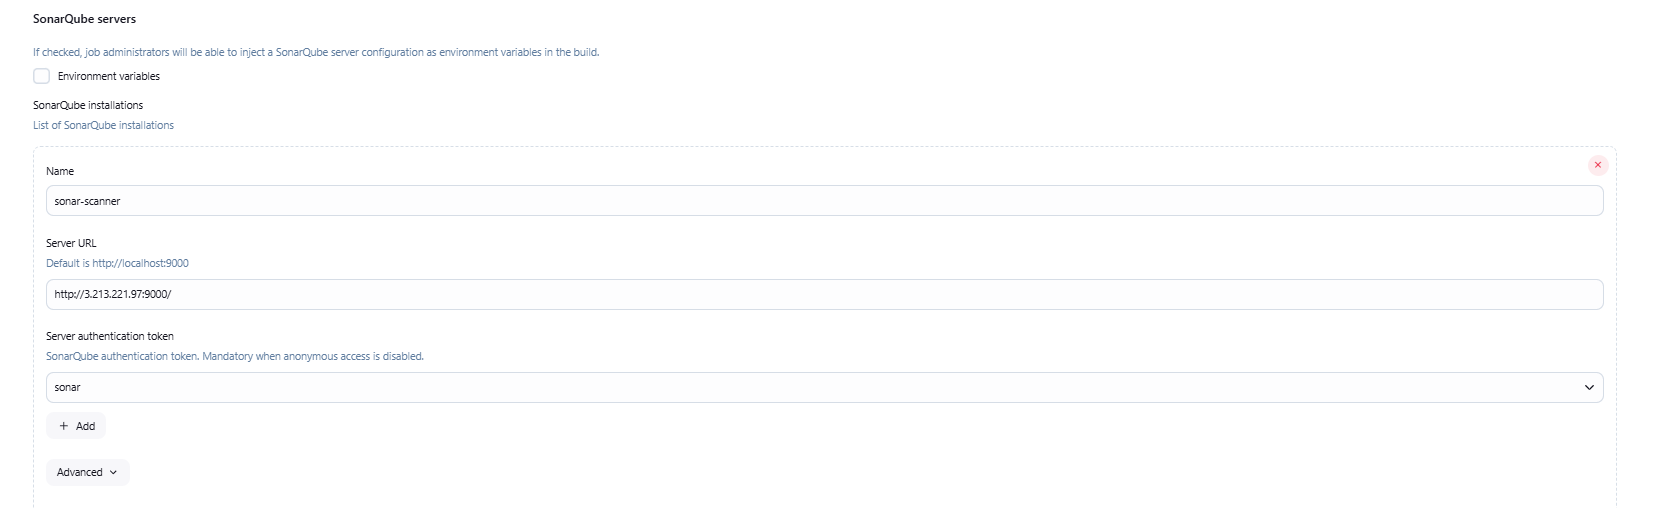 SonarQube servers
If checked, job administrators will be able to inject a SonarQube server configuration as environment variables in the build.
Environment variables
SonarQube installations
List of SonarQube installations
Name
sonar-scanner
Server URL
Default is http://localhost:9000
http://3.213.221.97:9000/
Server authentication token
SonarQube authentication token. Mandatory when anonymous access is disabled.
sonar
+ Add
Advanced